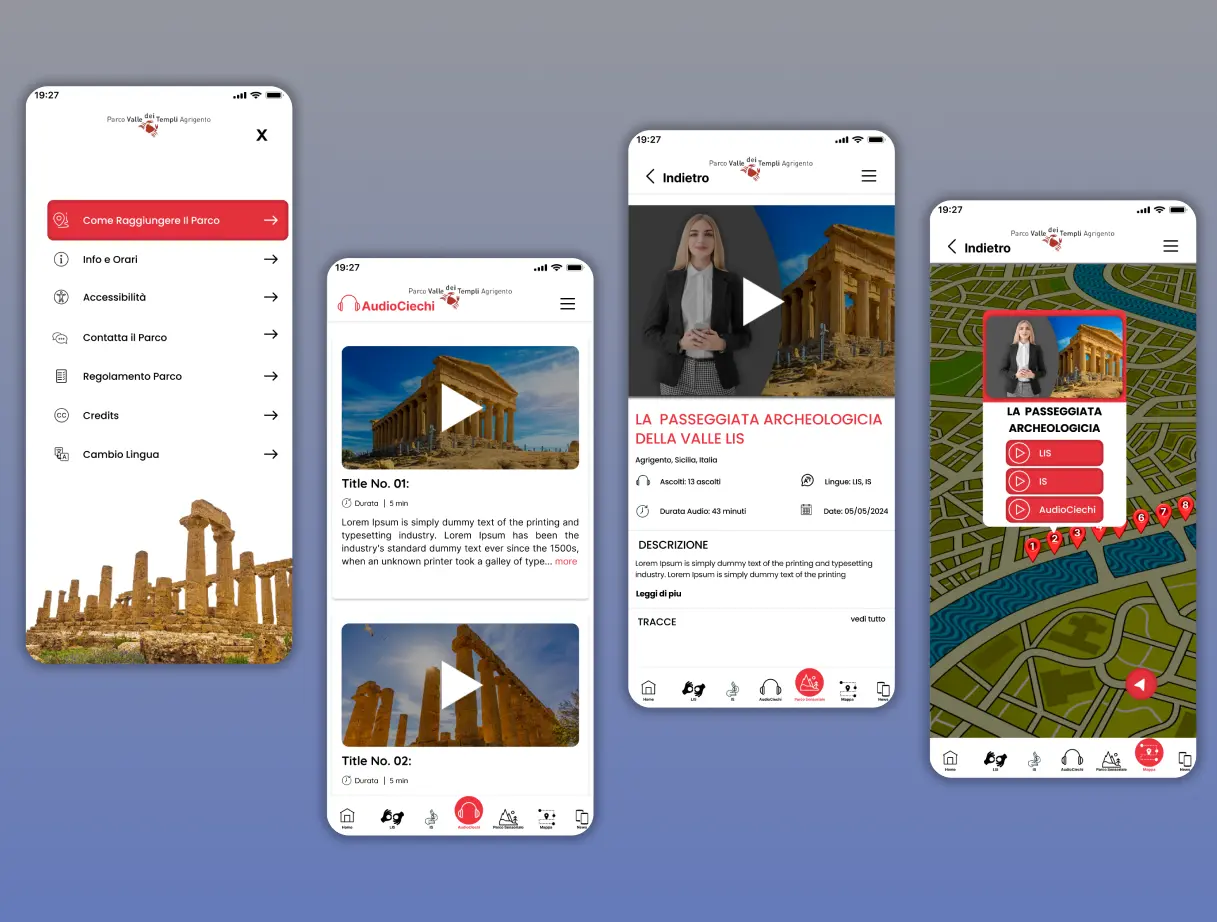 19:27
Parco Valle dei Templi Agrigento
X
Come Raggiungere Il Parco
Info e Orari
Accessibilità
Contatta il Parco
Regolamento Parco
CC
Credits
Cambio Lingua
19:27
Parco Valle dei Templi Agrigento
AudioCiechi
Title No. 01:
Durata | 5 min
Lorem Ipsum is simply dummy text of the printing and
typesetting industry. Lorem Ipsum has been the
industry's standard dummy text ever since the 1500s,
when an unknown printer took a galley of type... more
Title No. 02:
Durata | 5 min
Home
LIS
IS
AudioCiechi
Parco Sensoriale
Mappa
News
19:27
Parco Valle dei Templi Agrigento
Indietro
LA PASSEGGIATA ARCHEOLOGICIA
DELLA VALLE LIS
Agrigento, Sicilia, Italia
Ascolti: 13 ascolti
Lingue: LIS, IS
Durata Audio: 43 minuti
Date: 05/05/2024
DESCRIZIONE
Lorem Ipsum is simply dummy text of the printing and typesetting
industry. Lorem Ipsum is simply dummy text of the printing
Leggi di piu
TRACCE
vedi tutto
Home
LIS
IS
AudioCiechi
Parco Sensoriale
Mappa
News
19:27
Parco Valle dei Templi Agrigento
Indietro
LA PASSEGGIATA
ARCHEOLOGICIA
LIS
IS
AudioCiechi
1
2
3
6
7
8
Home
LIS
IS
AudioCiechi
Parco Sensoriale
Mappa
News